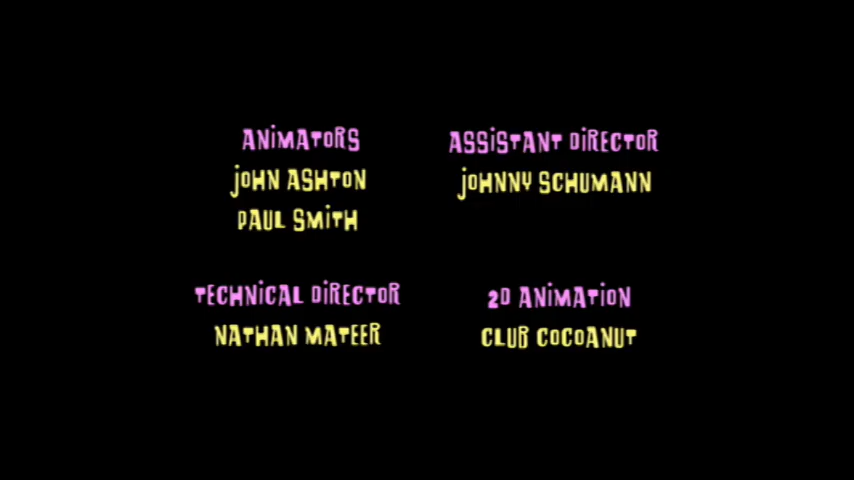 ANIMATORS
JOHN ASHTON
PAUL SMITH
ASSISTANT DIRECTOR
JOHNNY SCHUMANN
TECHNICAL DIRECTOR
NATHAN MATEER
2D ANIMATION
CLUB COCOANUT